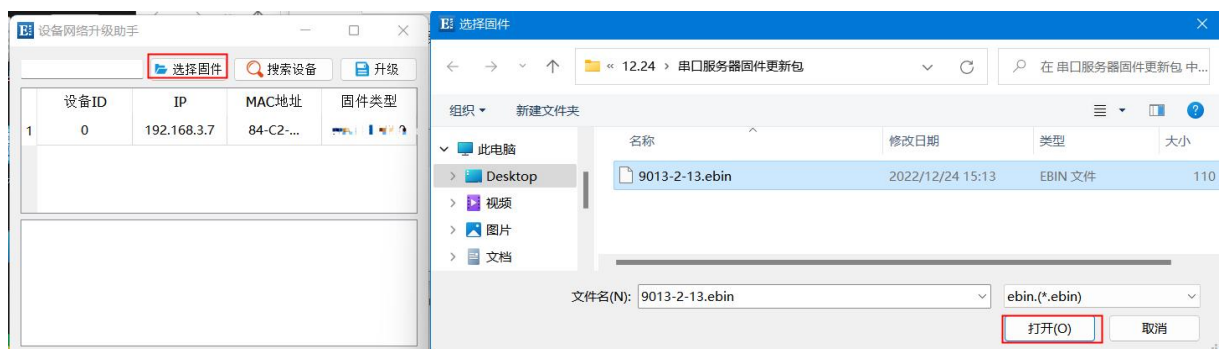 设备网络升级助手
选择固件 搜索设备 升级
设备ID IP MAC地址 固件类型
1 0 192.168.3.7 84-C2-...
选择固件
« 12.24 › 串口服务器固件更新包
在 串口服务器固件更新包 中...
组织 新建文件夹
名称 修改日期 类型 大小
此电脑
Desktop
视频
图片
文档
9013-2-13.ebin 2022/12/24 15:13 EBIN 文件 110
文件名(N): 9013-2-13.ebin ebin.(*.ebin)
打开(O) 取消